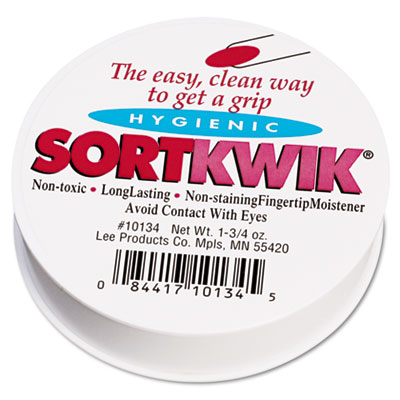 The easy, clean way
to get a grip
HYGIENIC
SORTKWIK®
Non-toxic • LongLasting • Non-stainingFingertipMoistener
Avoid Contact With Eyes
#10134 Net Wt. 1-3/4 oz.
Lee Products Co. Mpls, MN 55420
0 84417 10134 5